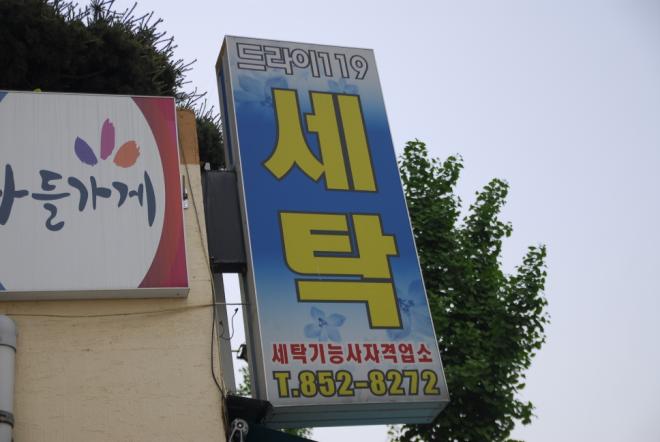 드라이119
세
탁
세탁기능사자격업소
T.852-8272
들가게